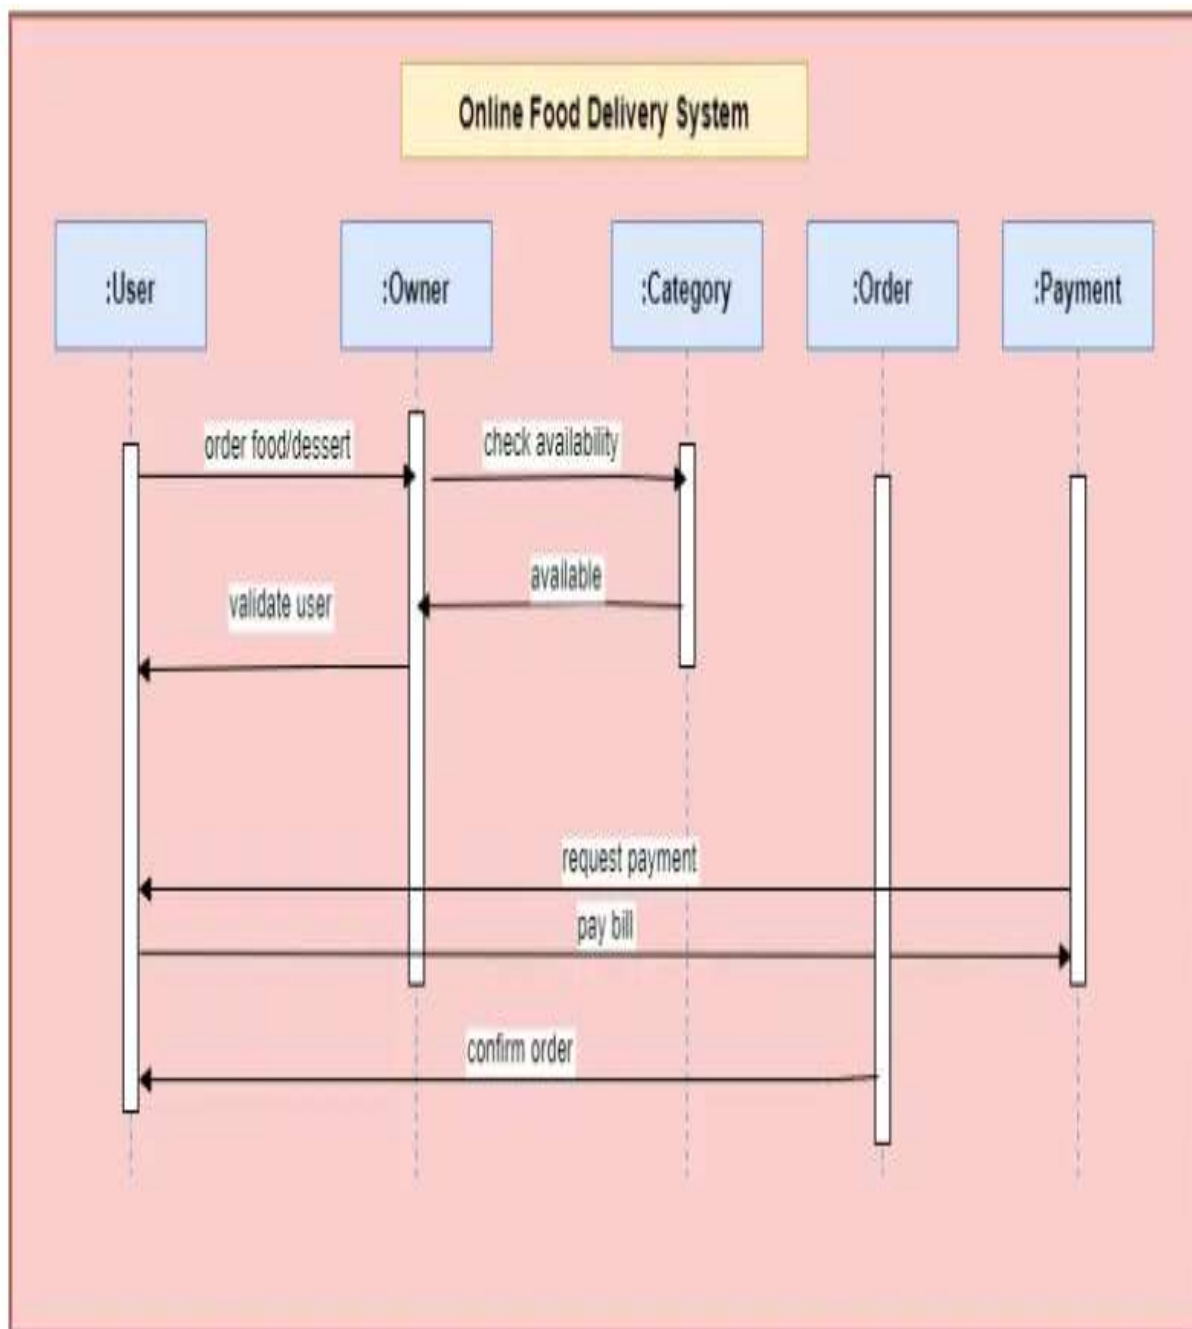 Online Food Delivery System
:User
:Owner
:Category
:Order
:Payment
order food/dessert
check availability
available
validate user
request payment
pay bill
confirm order